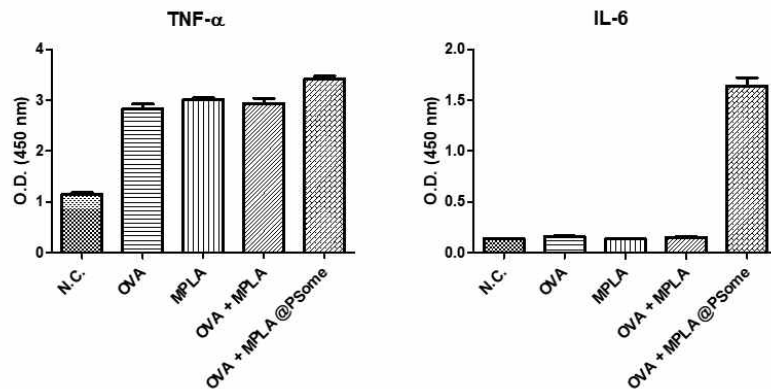 TNF-α
O.D. (450 nm)
4
3
2
1
0
N.C.
OVA
MPLA
OVA + MPLA
OVA + MPLA @PSome
IL-6
O.D. (450 nm)
2.0
1.5
1.0
0.5
0.0
N.C.
OVA
MPLA
OVA + MPLA
OVA + MPLA @PSome